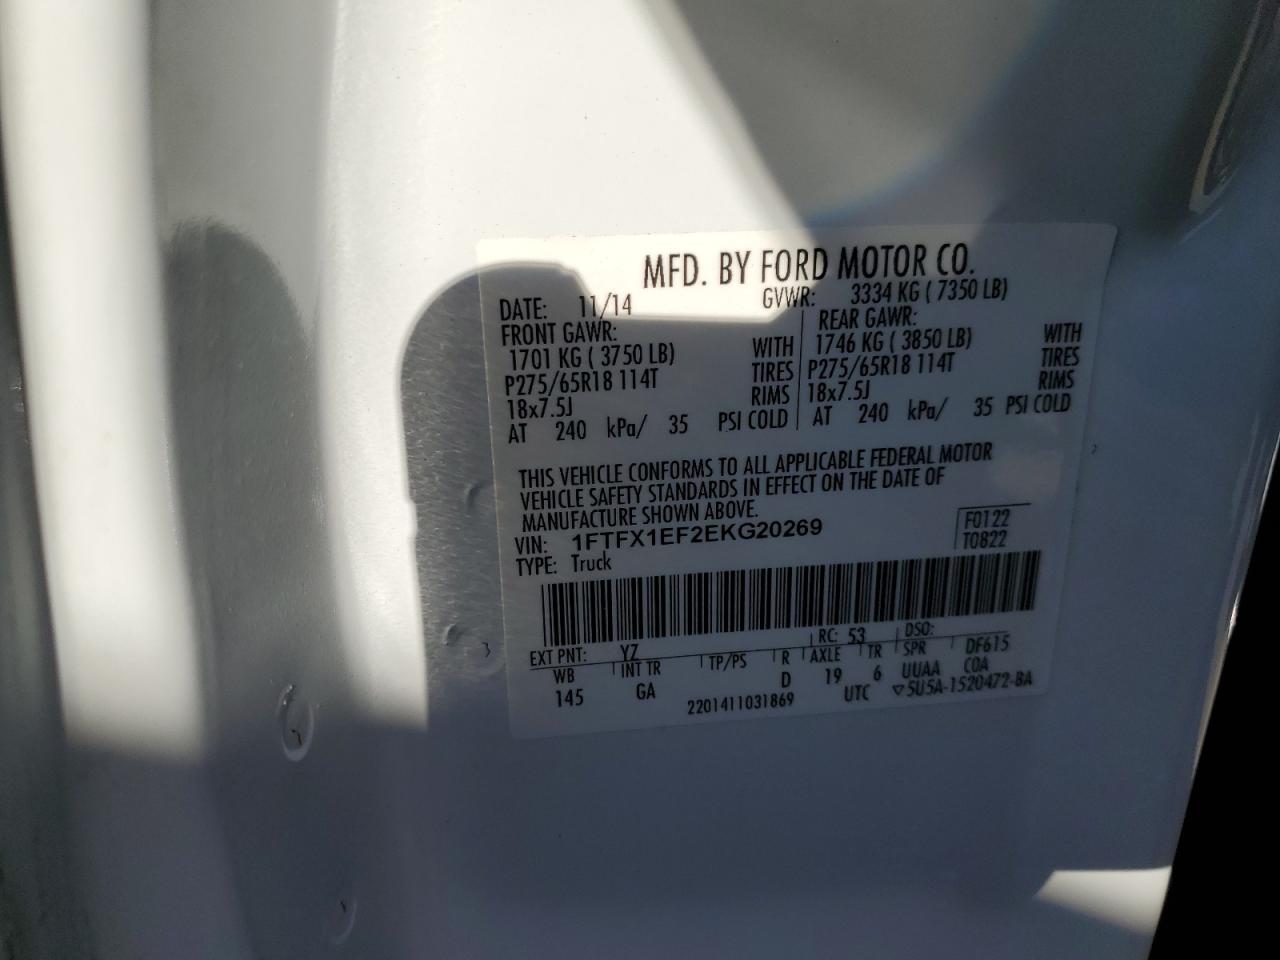 MFD. BY FORD MOTOR CO.
DATE: 11/14 GVWR: 3334 KG ( 7350 LB)
FRONT GAWR: REAR GAWR:
1701 KG ( 3750 LB) WITH 1746 KG ( 3850 LB) WITH
P275/65R18 114T TIRES P275/65R18 114T TIRES
18x7.5J RIMS 18x7.5J RIMS
AT 240 kPa/ 35 PSI COLD AT 240 kPa/ 35 PSI COLD
THIS VEHICLE CONFORMS TO ALL APPLICABLE FEDERAL MOTOR
VEHICLE SAFETY STANDARDS IN EFFECT ON THE DATE OF
MANUFACTURE SHOWN ABOVE.
VIN: 1FTFX1EF2EKG20269 F0122
TYPE: Truck T0822
EXT PNT: YZ RC: 53 DSO:
WB INT TR TP/PS R AXLE TR SPR DF615
145 GA D 19 6 UUAA COA
2201411031869 UTC ▽5U5A-1520472-BA